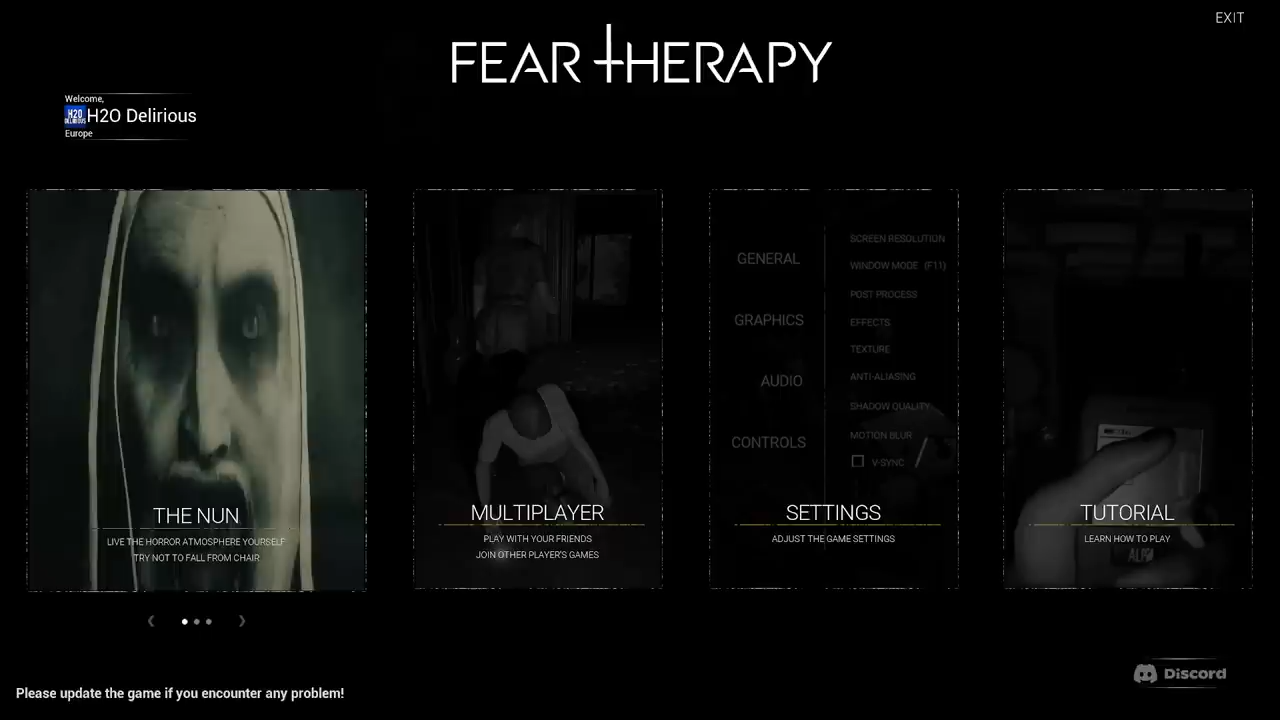 EXIT
FEAR THERAPY
Welcome,
H2O DELIRIOUS
H2O Delirious
Europe
THE NUN
LIVE THE HORROR ATMOSPHERE YOURSELF
TRY NOT TO FALL FROM CHAIR
MULTIPLAYER
PLAY WITH YOUR FRIENDS
JOIN OTHER PLAYER'S GAMES
GENERAL
GRAPHICS
AUDIO
CONTROLS
SCREEN RESOLUTION
WINDOW MODE (F11)
POST PROCESS
EFFECTS
TEXTURE
ANTI-ALIASING
SHADOW QUALITY
MOTION BLUR
V-SYNC
SETTINGS
ADJUST THE GAME SETTINGS
TUTORIAL
LEARN HOW TO PLAY
Discord
Please update the game if you encounter any problem!